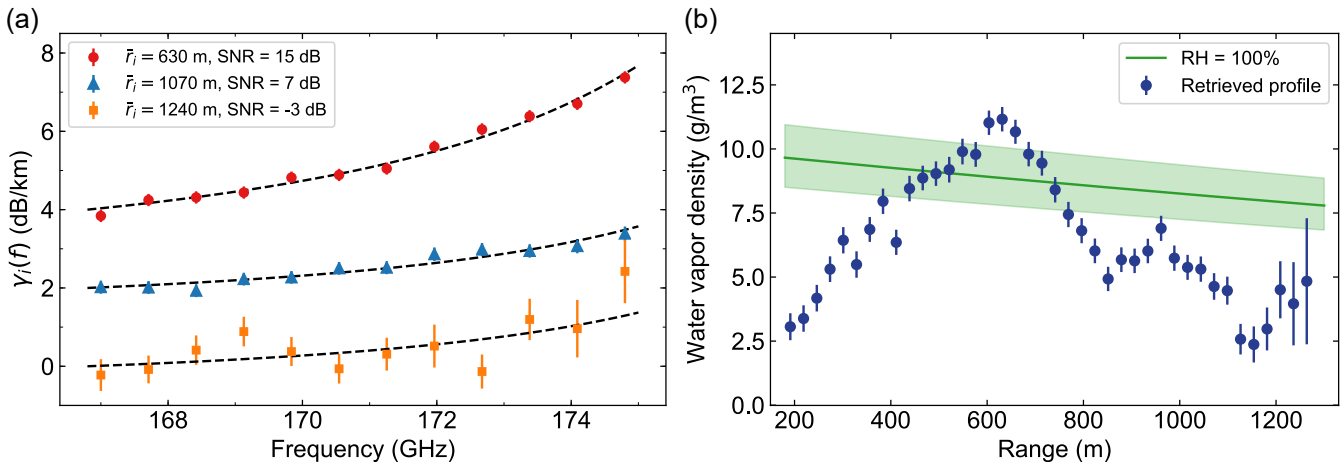 (a)
8
6
4
2
0
γᵢ(f) (dB/km)
r̄ᵢ = 630 m, SNR = 15 dB
r̄ᵢ = 1070 m, SNR = 7 dB
r̄ᵢ = 1240 m, SNR = -3 dB
168
170
172
174
Frequency (GHz)
(b)
12.5
10.0
7.5
5.0
2.5
0.0
Water vapor density (g/m³)
RH = 100%
Retrieved profile
200
400
600
800
1000
1200
Range (m)